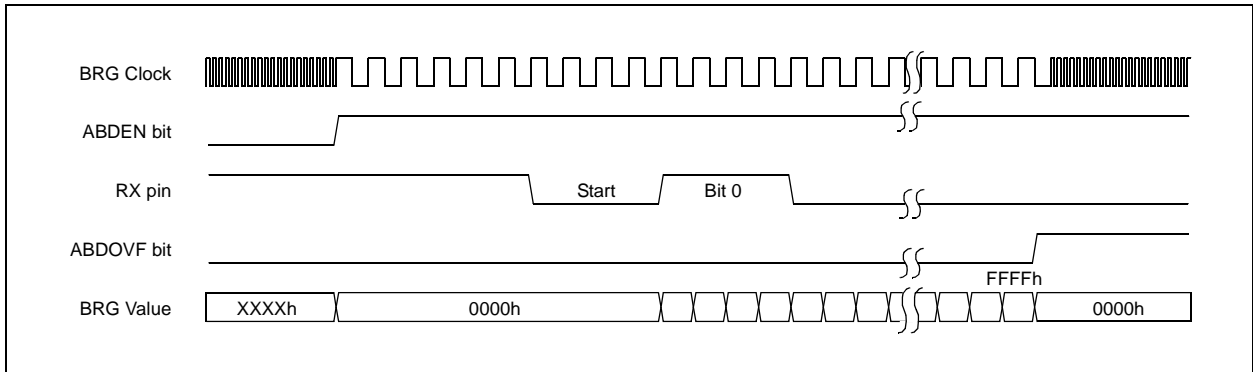 BRG Clock
ABDEN bit
RX pin
Start
Bit 0
ABDOVF bit
FFFFh
BRG Value
XXXXh
0000h
0000h